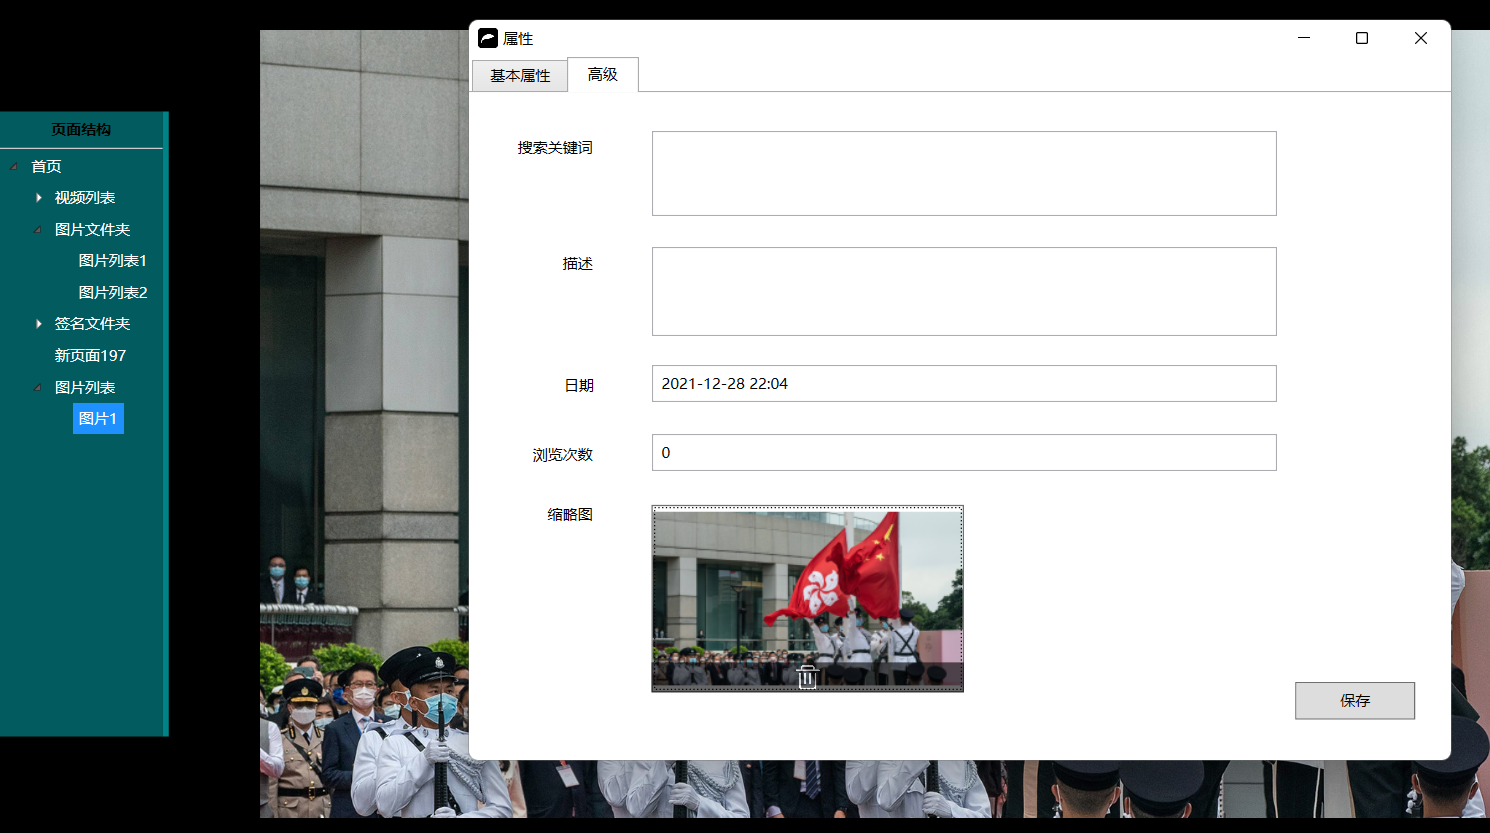 属性
基本属性
高级
页面结构
首页
视频列表
图片文件夹
图片列表1
图片列表2
签名文件夹
新页面197
图片列表
图片1
搜索关键词
描述
日期
2021-12-28 22:04
浏览次数
0
缩略图
保存